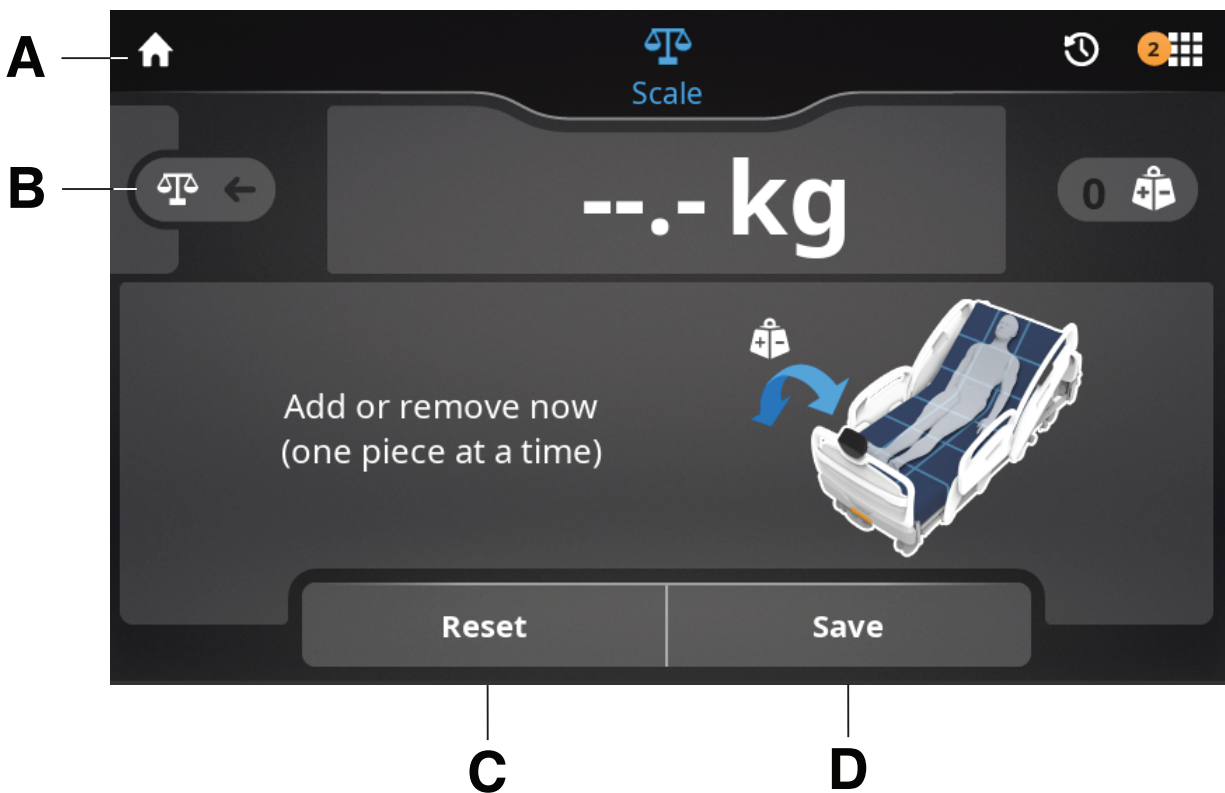 A
2
Scale
B
--.- kg
0
Add or remove now
(one piece at a time)
Reset
Save
C
D